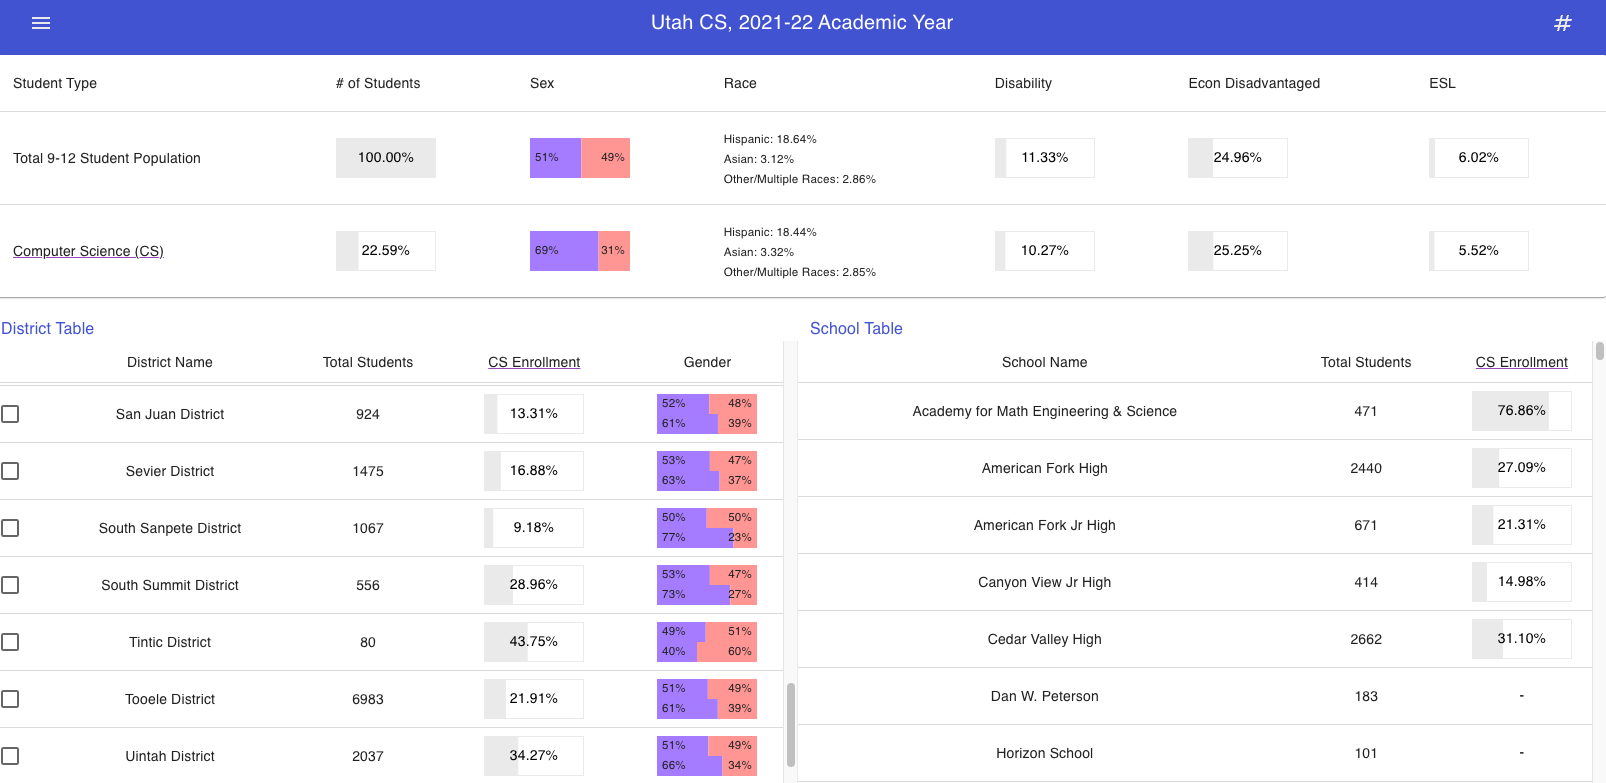 Utah CS, 2021-22 Academic Year #
Student Type # of Students Sex Race Disability Econ Disadvantaged ESL
Total 9-12 Student Population 100.00% 51% 49% Hispanic: 18.64% 11.33% 24.96% 6.02%
Asian: 3.12%
Other/Multiple Races: 2.86%
Computer Science (CS) 22.59% 69% 31% Hispanic: 18.44% 10.27% 25.25% 5.52%
Asian: 3.32%
Other/Multiple Races: 2.85%
District Table
District Name Total Students CS Enrollment Gender
San Juan District 924 13.31% 52% 48%
61% 39%
Sevier District 1475 16.88% 53% 47%
63% 37%
South Sanpete District 1067 9.18% 50% 50%
77% 23%
South Summit District 556 28.96% 53% 47%
73% 27%
Tintic District 80 43.75% 49% 51%
40% 60%
Tooele District 6983 21.91% 51% 49%
61% 39%
Uintah District 2037 34.27% 51% 49%
66% 34%
School Table
School Name Total Students CS Enrollment
Academy for Math Engineering & Science 471 76.86%
American Fork High 2440 27.09%
American Fork Jr High 671 21.31%
Canyon View Jr High 414 14.98%
Cedar Valley High 2662 31.10%
Dan W. Peterson 183 -
Horizon School 101 -